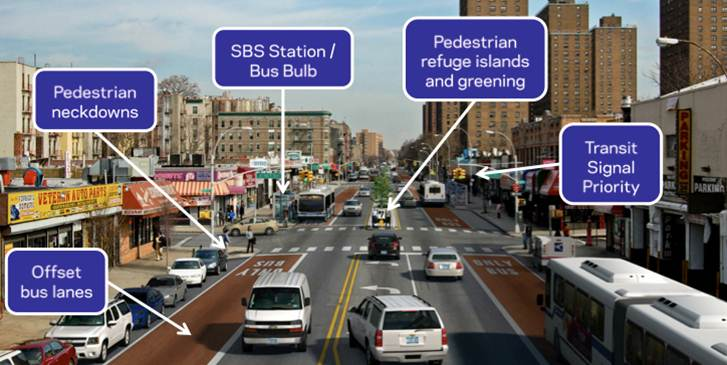 SBS Station /
Bus Bulb
Pedestrian
refuge islands
and greening
Pedestrian
neckdowns
Transit
Signal
Priority
Offset
bus lanes
VETERAN AUTO PARTS
PARKING
PARKING
ONLY
BUS
ONLY
BUS